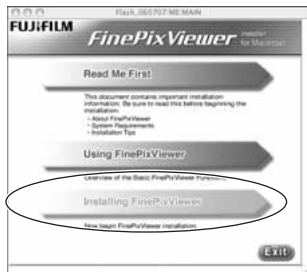 Flash_060707:ME:MAIN
FUJIFILM
FinePixViewer Installer
for Macintosh
Read Me First
This document contains important installation
information. Be sure to read this before beginning the
installation.
- About FinePixViewer
- System Requirements
- Installation Tips
Using FinePixViewer
Overview of the Basic FinePixViewer Functions.
Installing FinePixViewer
Now begin FinePixViewer installation.
Exit